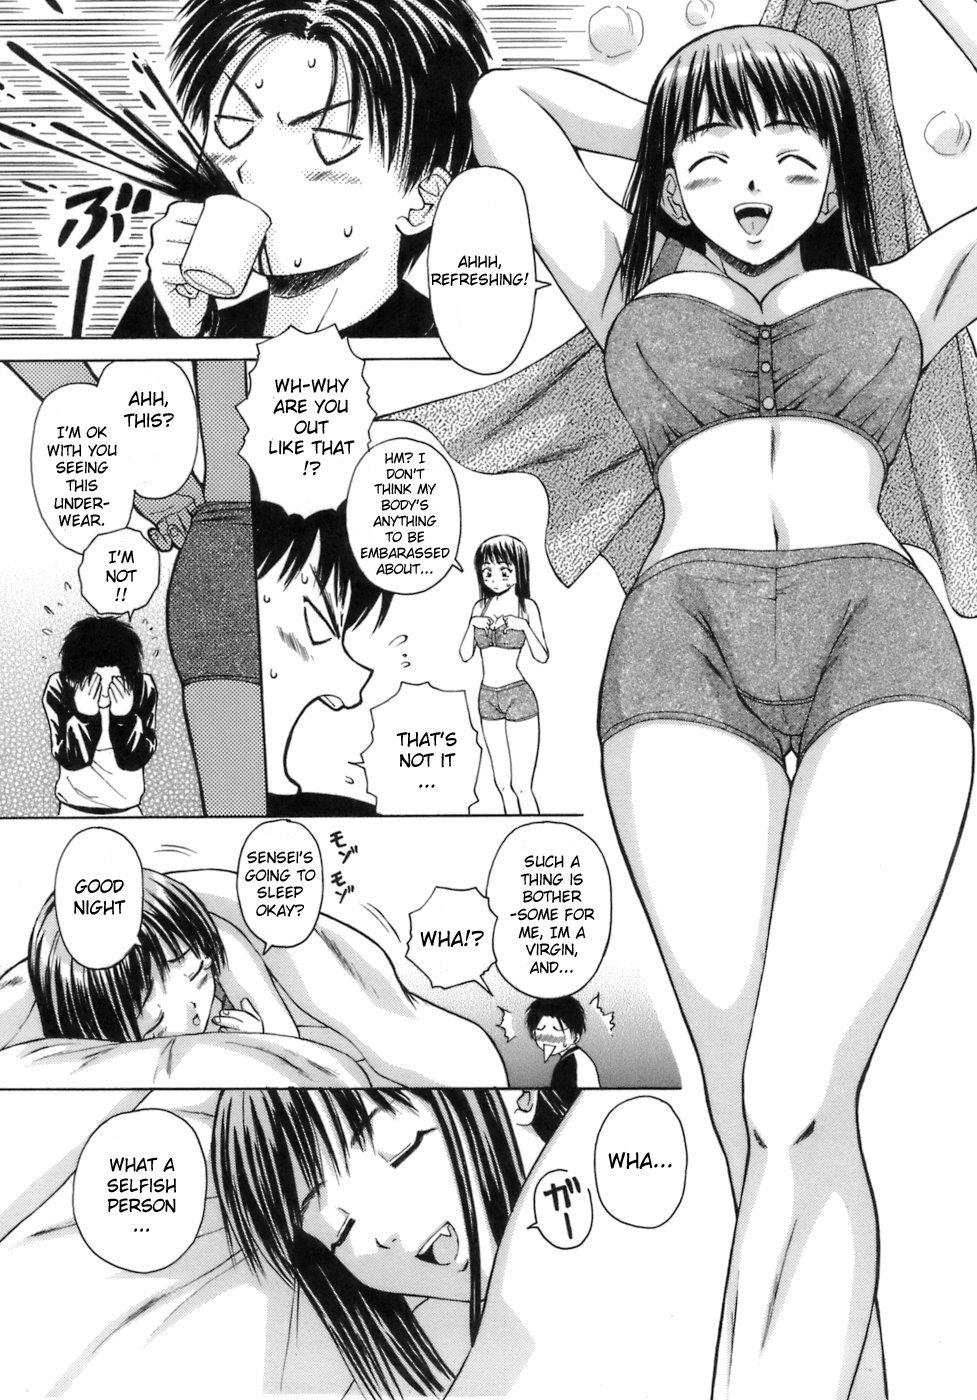 AHHH,
REFRESHING!
ぶ
WH-WHY
ARE YOU
OUT
LIKE THAT
!?
HM? I
DON'T
THINK MY
BODY'S
ANYTHING
TO BE
EMBARASSED
ABOUT...
THAT'S
NOT IT
...
AHH,
THIS?
I'M OK
WITH YOU
SEEING
THIS
UNDER-
WEAR.
I'M
NOT
!!
SUCH A
THING IS
BOTHER
-SOME FOR
ME, IM A
VIRGIN,
AND...
WHA!?
モゾ
モゾ
SENSEI'S
GOING TO
SLEEP
OKAY?
GOOD
NIGHT
WHA...
ガー
WHAT A
SELFISH
PERSON
...